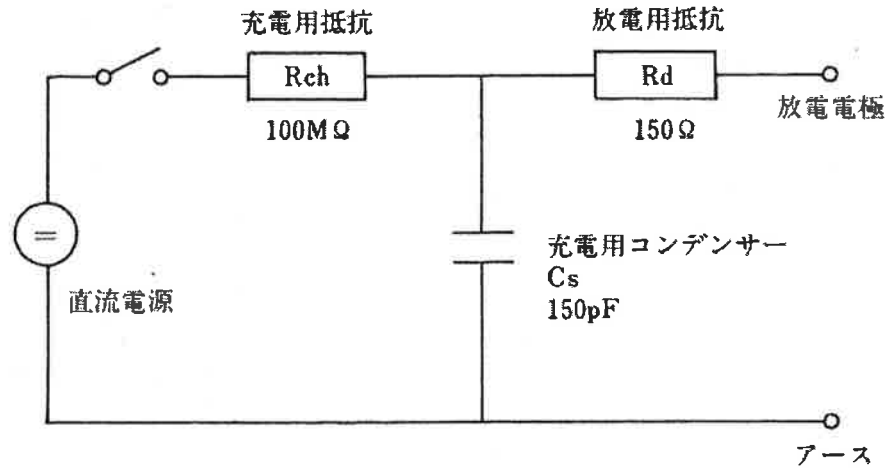 充電用抵抗
放電用抵抗
Rch
Rd
100MΩ
150Ω
放電電極
=
直流電源
充電用コンデンサー
Cs
150pF
アース